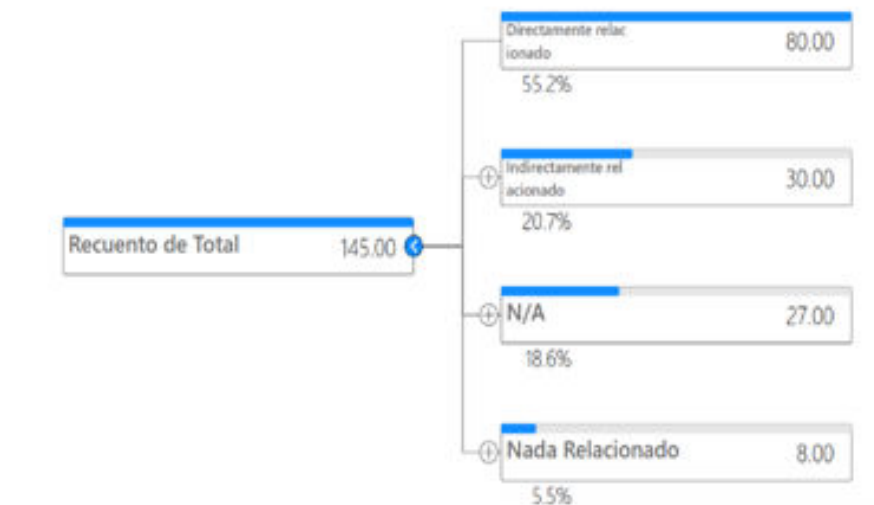 Directamente relac
ionado
80.00
55.2%
Indirectamente rel
acionado
30.00
20.7%
Recuento de Total
145.00
N/A
27.00
18.6%
Nada Relacionado
8.00
5.5%